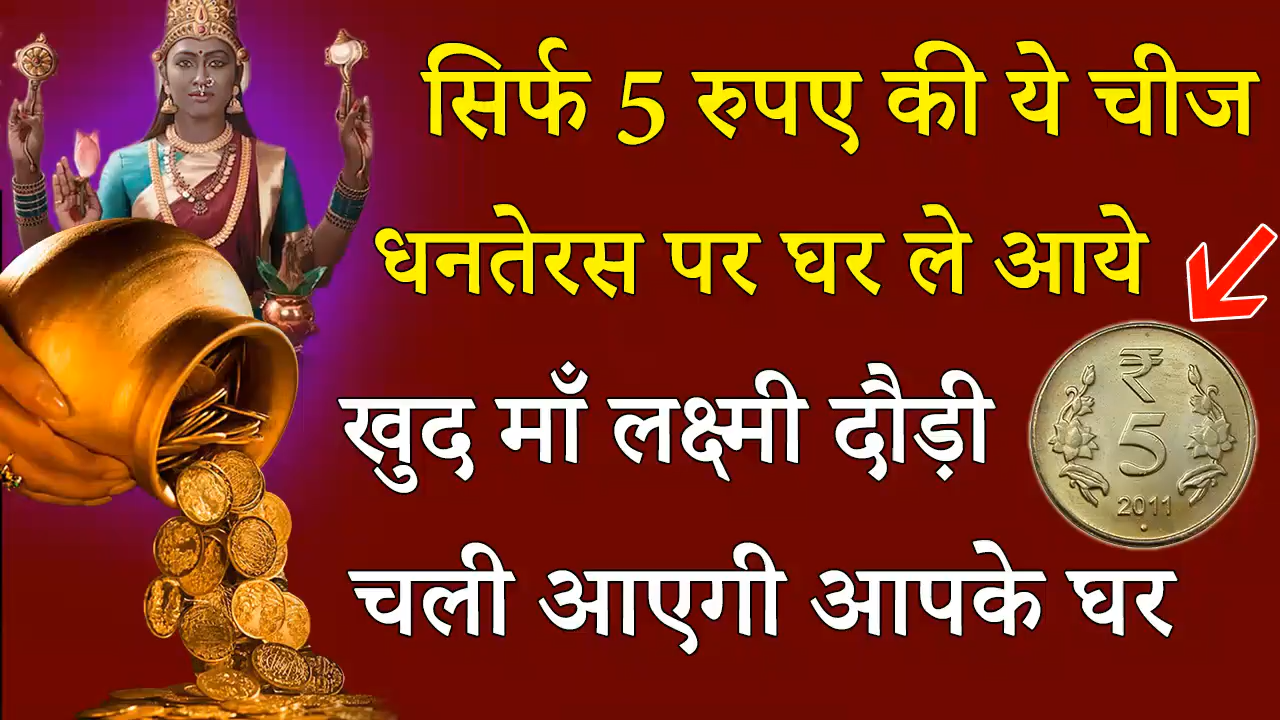 सिर्फ 5 रुपए की ये चीज
धनतेरस पर घर ले आये
खुद माँ लक्ष्मी दौड़ी
चली आएगी आपके घर
₹
5
2011